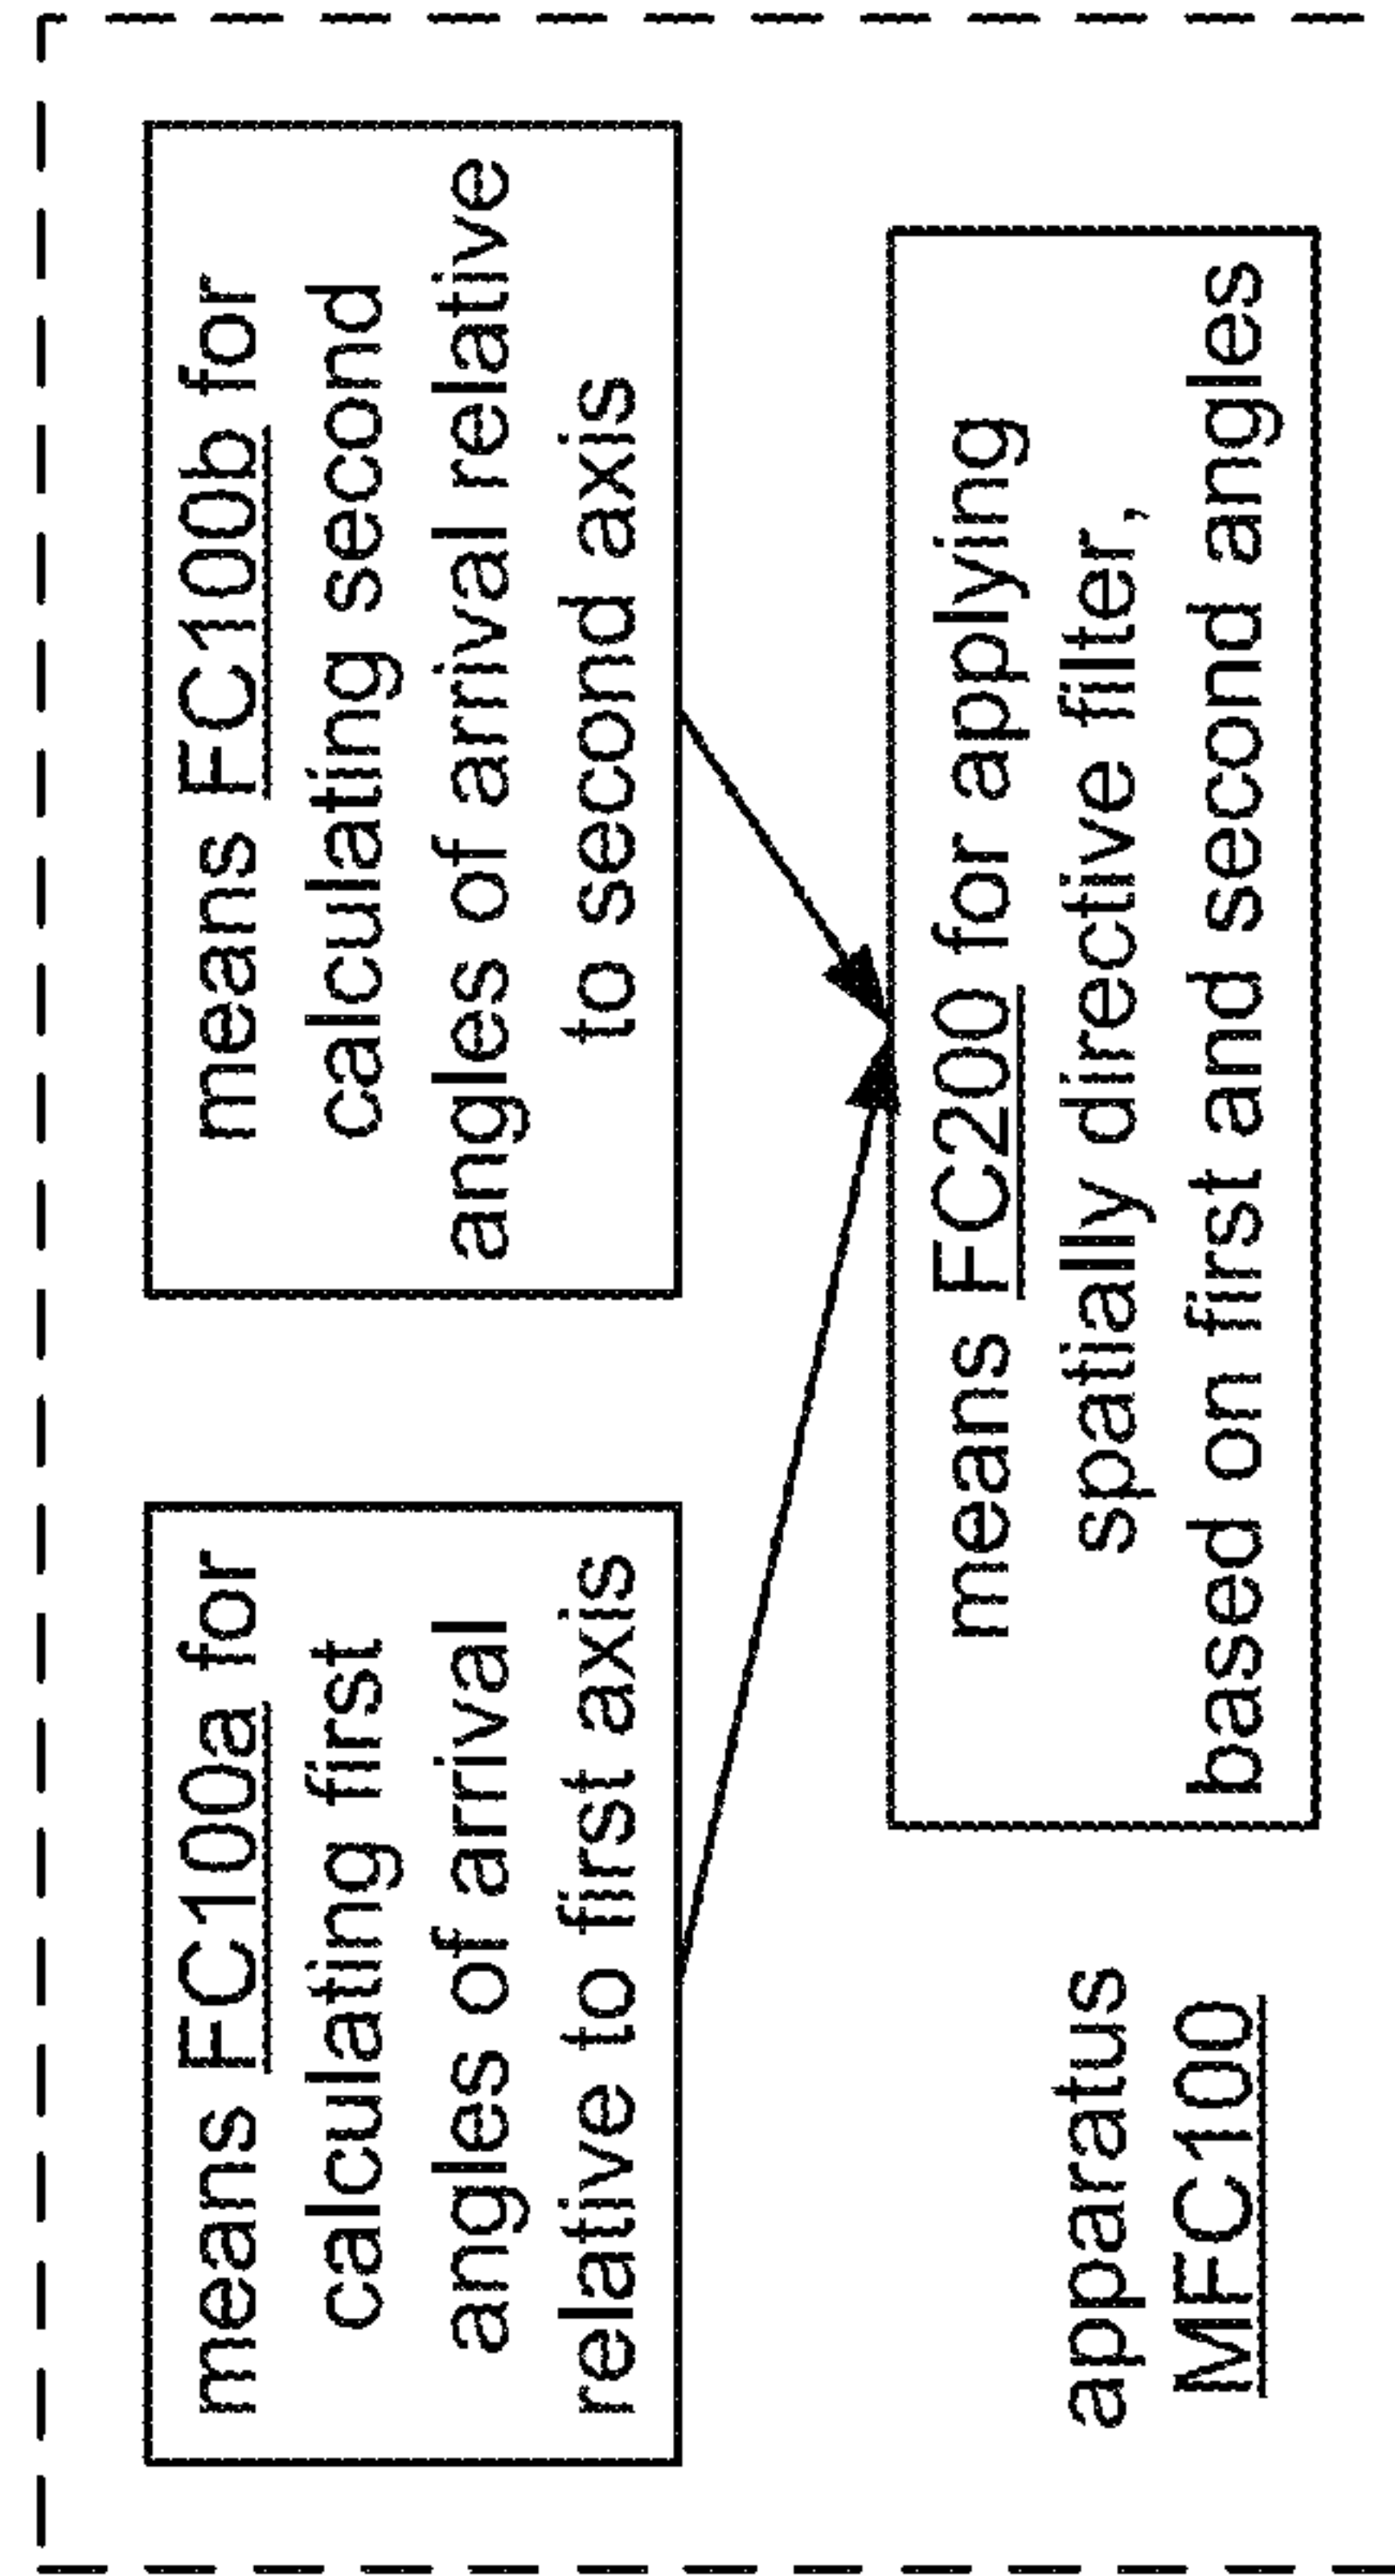 means FC100a for
calculating first
angles of arrival
relative to first axis
means FC100b for
calculating second
angles of arrival relative
to second axis
means FC200 for applying
spatially directive filter,
based on first and second angles
apparatus
MFC100